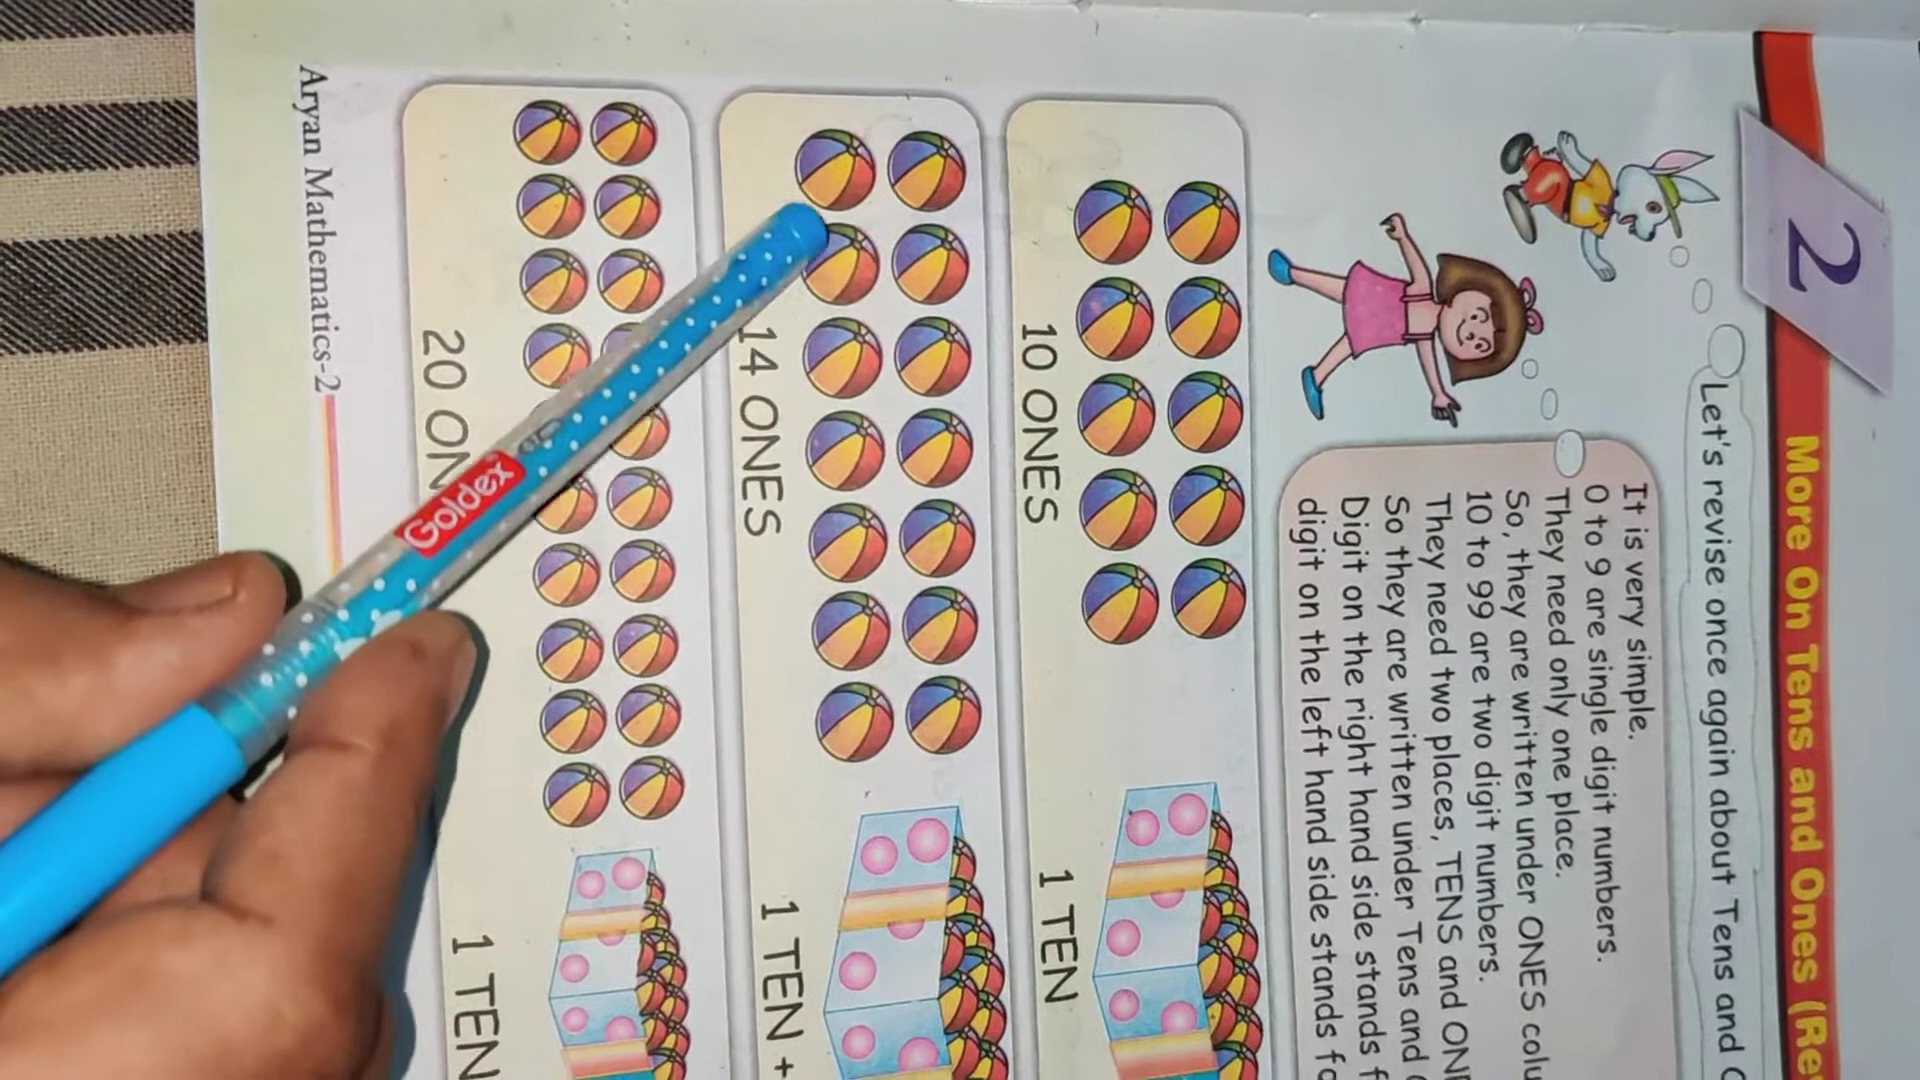 2
More On Tens and Ones (Re
Let's revise once again about Tens and
It is very simple.
0 to 9 are single digit numbers.
They need only one place.
So, they are written under ONES colu
10 to 99 are two digit numbers.
They need two places, TENS and ONE
So they are written under Tens and
Digit on the right hand side stands f
digit on the left hand side stands fo
10 ONES
1 TEN
14 ONES
1 TEN +
20 ON
1 TEN
Aryan Mathematics-2
Goldex